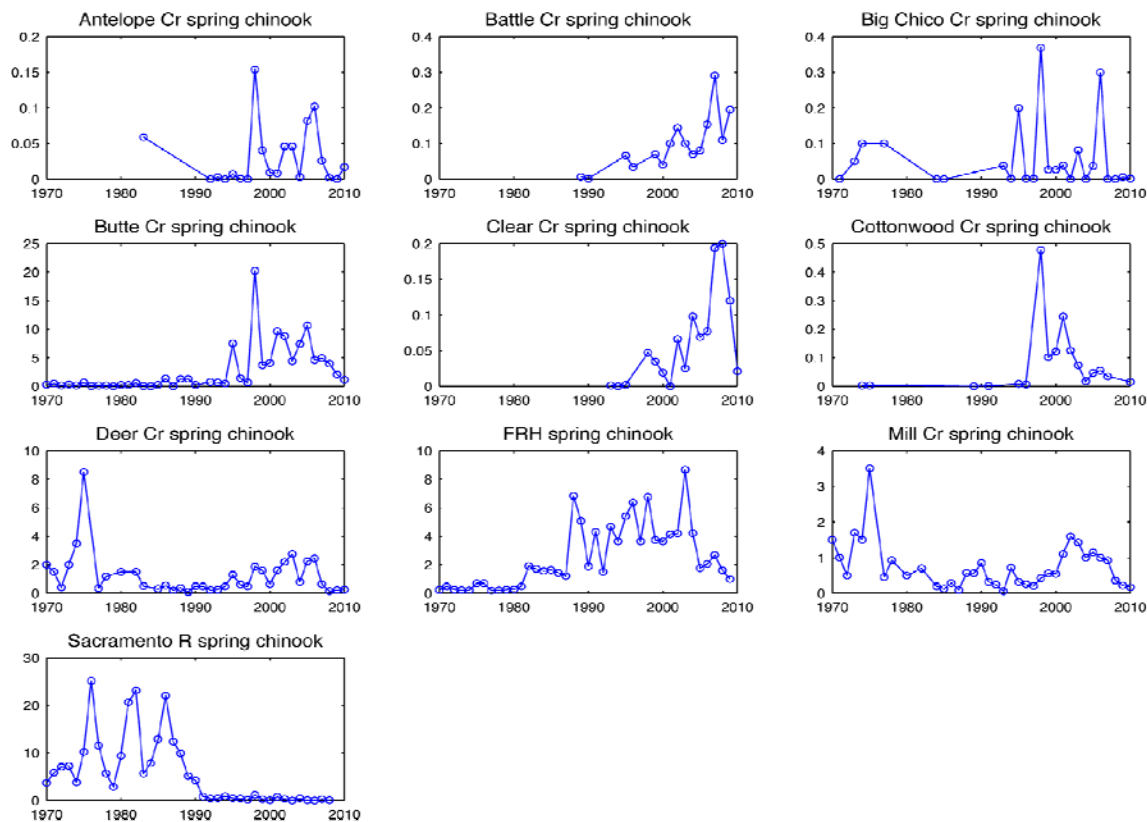 Antelope Cr spring chinook
0.2
0.15
0.1
0.05
0
1970 1980 1990 2000 2010
Battle Cr spring chinook
0.4
0.3
0.2
0.1
0
1970 1980 1990 2000 2010
Big Chico Cr spring chinook
0.4
0.3
0.2
0.1
0
1970 1980 1990 2000 2010
Butte Cr spring chinook
25
20
15
10
5
0
1970 1980 1990 2000 2010
Clear Cr spring chinook
0.2
0.15
0.1
0.05
0
1970 1980 1990 2000 2010
Cottonwood Cr spring chinook
0.5
0.4
0.3
0.2
0.1
0
1970 1980 1990 2000 2010
Deer Cr spring chinook
10
8
6
4
2
0
1970 1980 1990 2000 2010
FRH spring chinook
10
8
6
4
2
0
1970 1980 1990 2000 2010
Mill Cr spring chinook
4
3
2
1
0
1970 1980 1990 2000 2010
Sacramento R spring chinook
30
20
10
0
1970 1980 1990 2000 2010